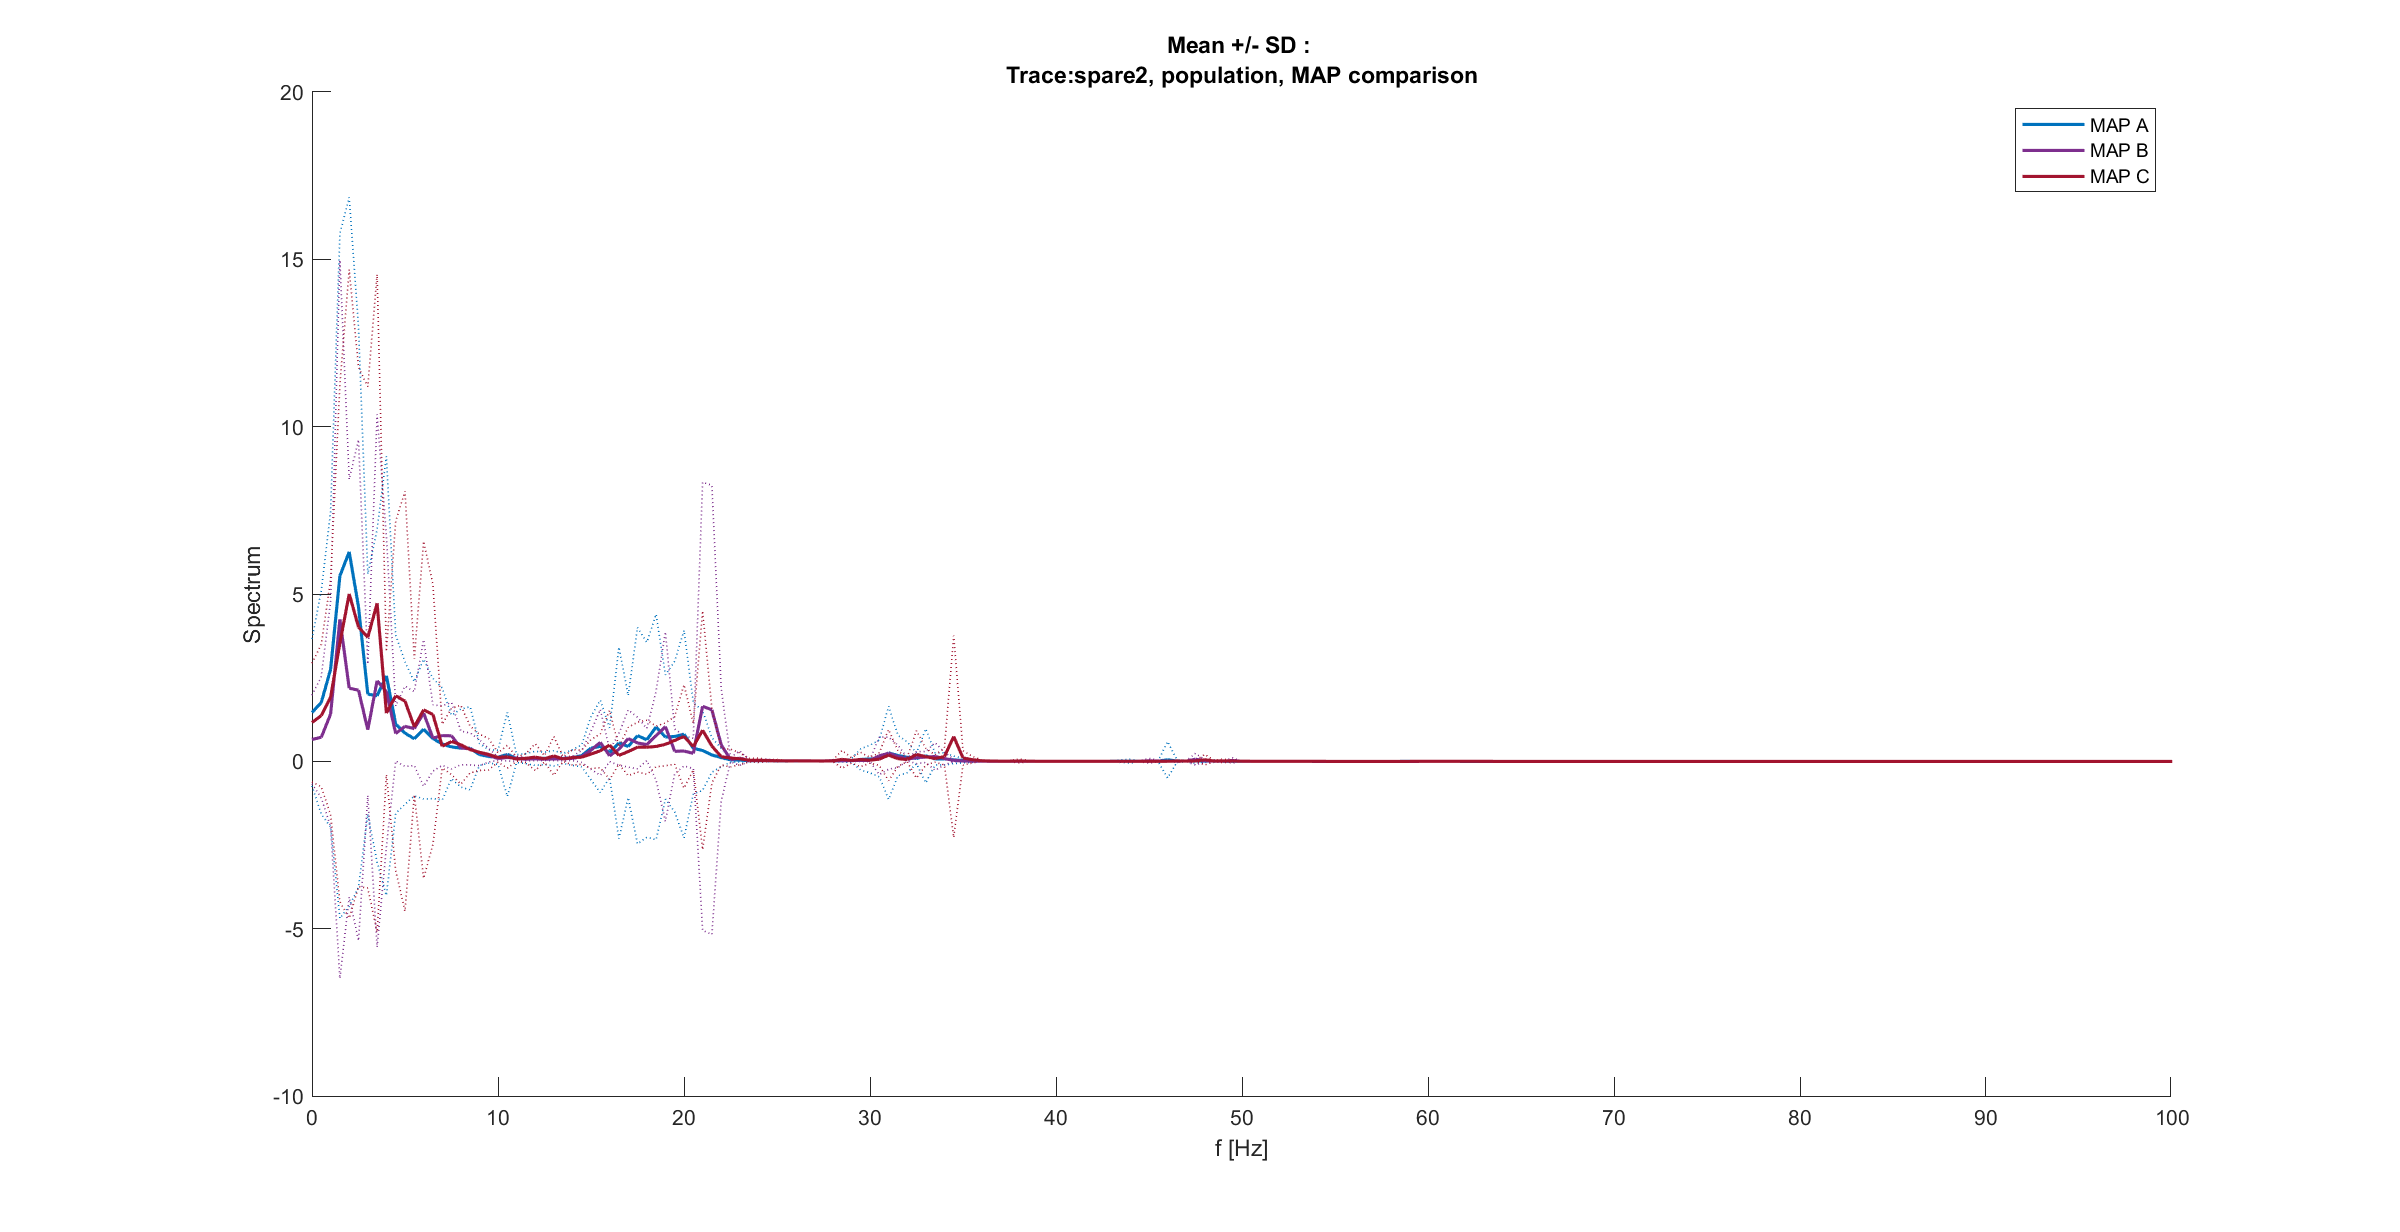 Mean +/- SD :
Trace:spare2, population, MAP comparison
20
15
10
5
0
-5
-10
Spectrum
MAP A
MAP B
MAP C
0 10 20 30 40 50 60 70 80 90 100
f [Hz]